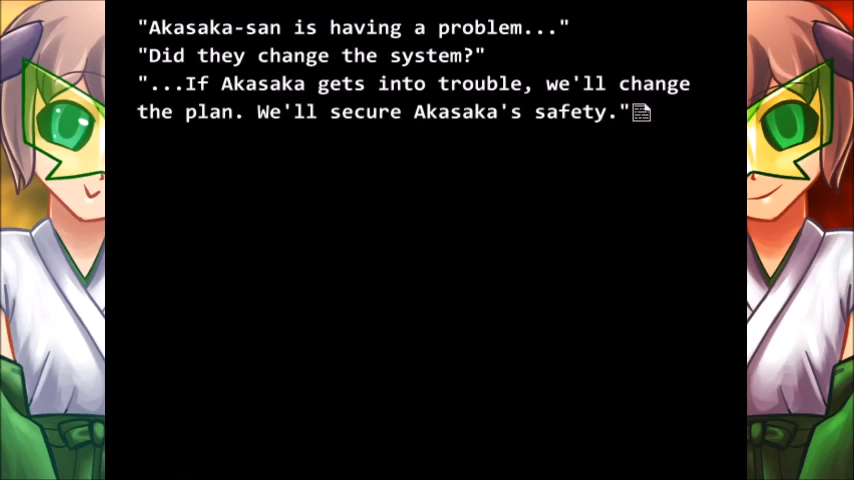 "Akasaka-san is having a problem..."
"Did they change the system?"
"...If Akasaka gets into trouble, we'll change
the plan. We'll secure Akasaka's safety."